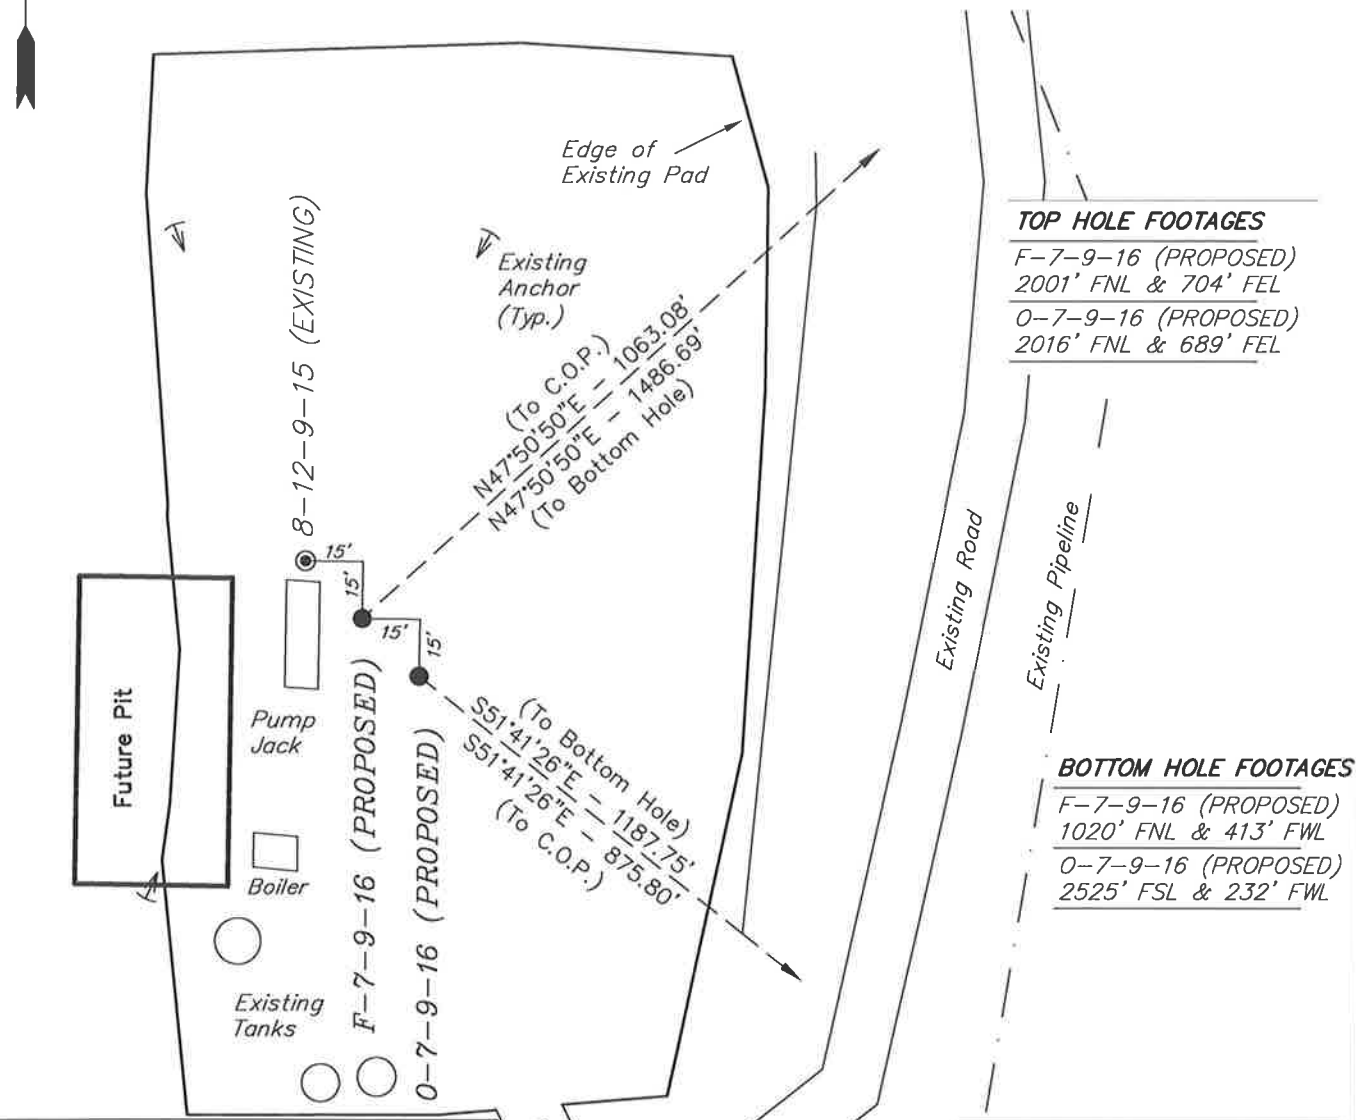 Edge of
Existing Pad
TOP HOLE FOOTAGES
F-7-9-16 (PROPOSED)
2001' FNL & 704' FEL
O-7-9-16 (PROPOSED)
2016' FNL & 689' FEL
8-12-9-15 (EXISTING)
Existing
Anchor
(Typ.)
(To C.O.P.)
N47°50'50"E - 1063.08'
N47°50'50"E - 1486.69'
(To Bottom Hole)
15'
15'
15'
15'
Existing Road
Existing Pipeline
Future Pit
Pump
Jack
F-7-9-16 (PROPOSED)
O-7-9-16 (PROPOSED)
(To Bottom Hole)
S51°41'26"E - 1187.75'
S51°41'26"E - 875.80'
(To C.O.P.)
BOTTOM HOLE FOOTAGES
F-7-9-16 (PROPOSED)
1020' FNL & 413' FWL
O-7-9-16 (PROPOSED)
2525' FSL & 232' FWL
Boiler
Existing
Tanks